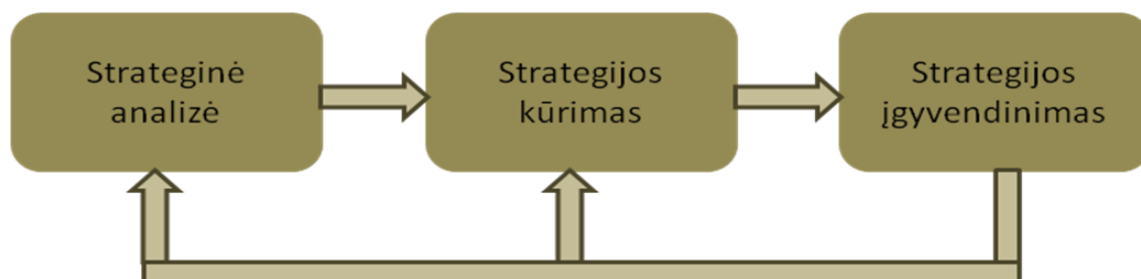 Strateginė
analizė
Strategijos
kūrimas
Strategijos
įgyvendinimas